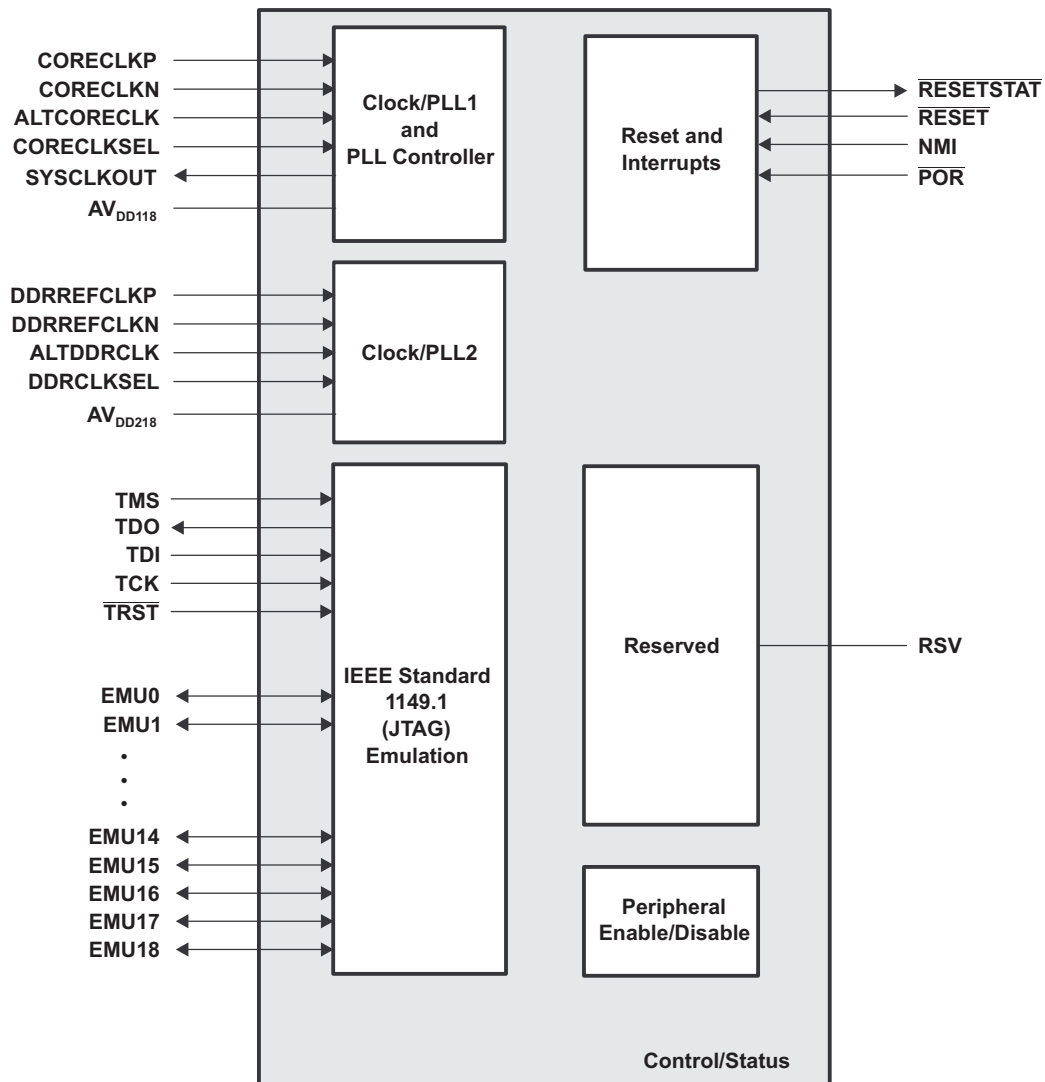 CORECLKP
CORECLKN
ALTCORECLK
CORECLKSEL
SYSCLKOUT
AVDD118
Clock/PLL1
and
PLL Controller
Reset and
Interrupts
RESETSTAT
RESET
NMI
POR
DDRREFCLKP
DDRREFCLKN
ALTDDRCLK
DDRCLKSEL
AVDD218
Clock/PLL2
TMS
TDO
TDI
TCK
TRST
EMU0
EMU1
EMU14
EMU15
EMU16
EMU17
EMU18
IEEE Standard
1149.1
(JTAG)
Emulation
Reserved
RSV
Peripheral
Enable/Disable
Control/Status